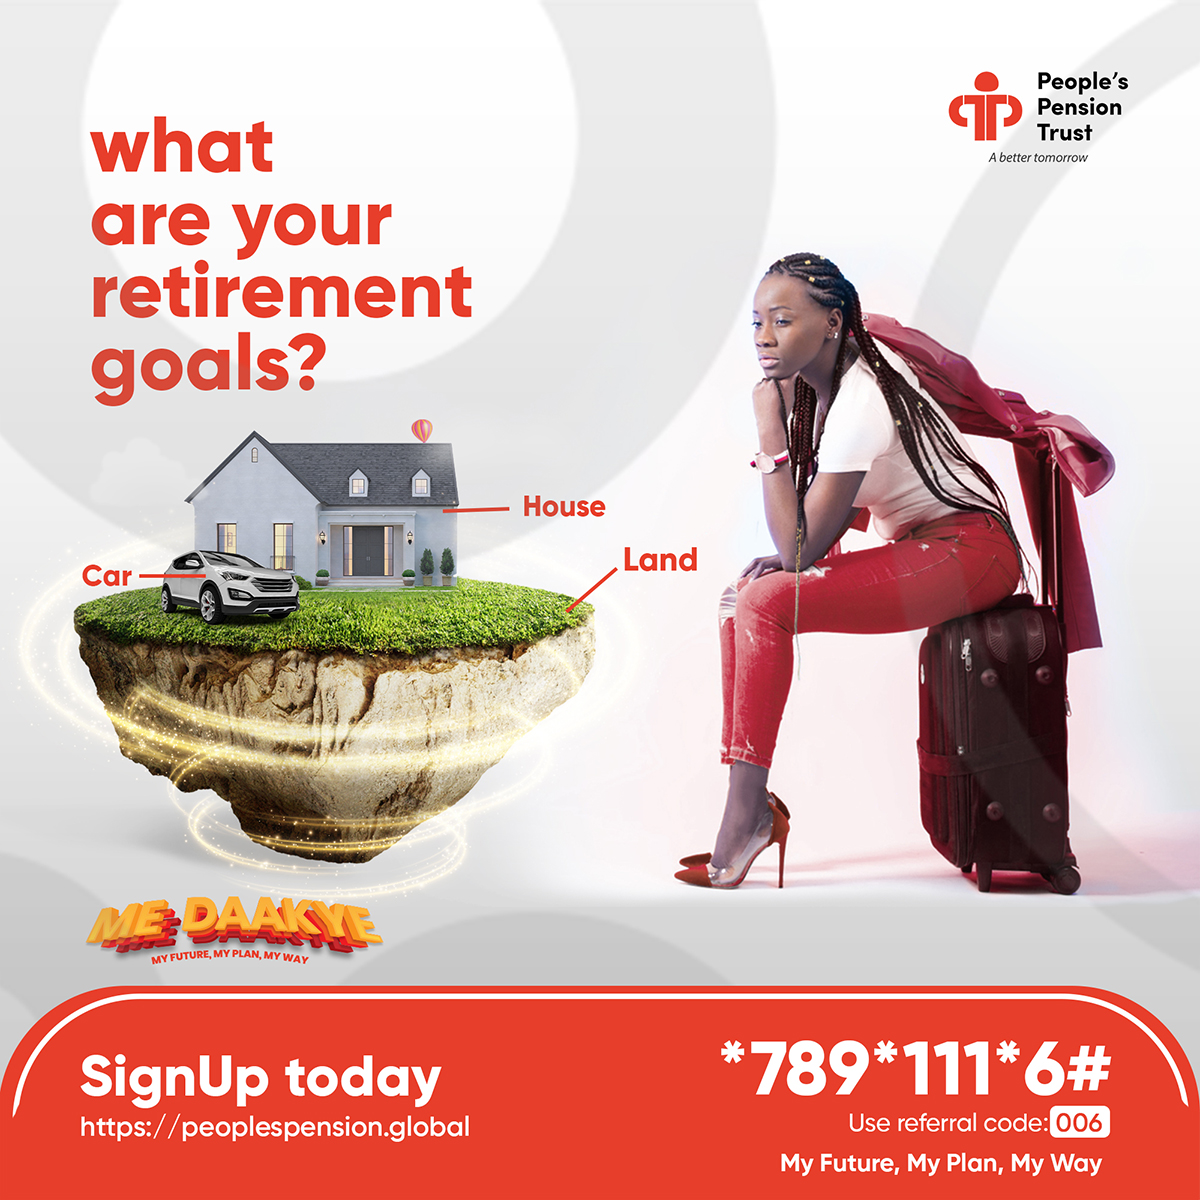 People's
Pension
Trust
A better tomorrow
what
are your
retirement
goals?
House
Land
Car
ME DAAKYE
MY FUTURE, MY PLAN, MY WAY
SignUp today
https://peoplespension.global
*789*111*6#
Use referral code: 006
My Future, My Plan, My Way